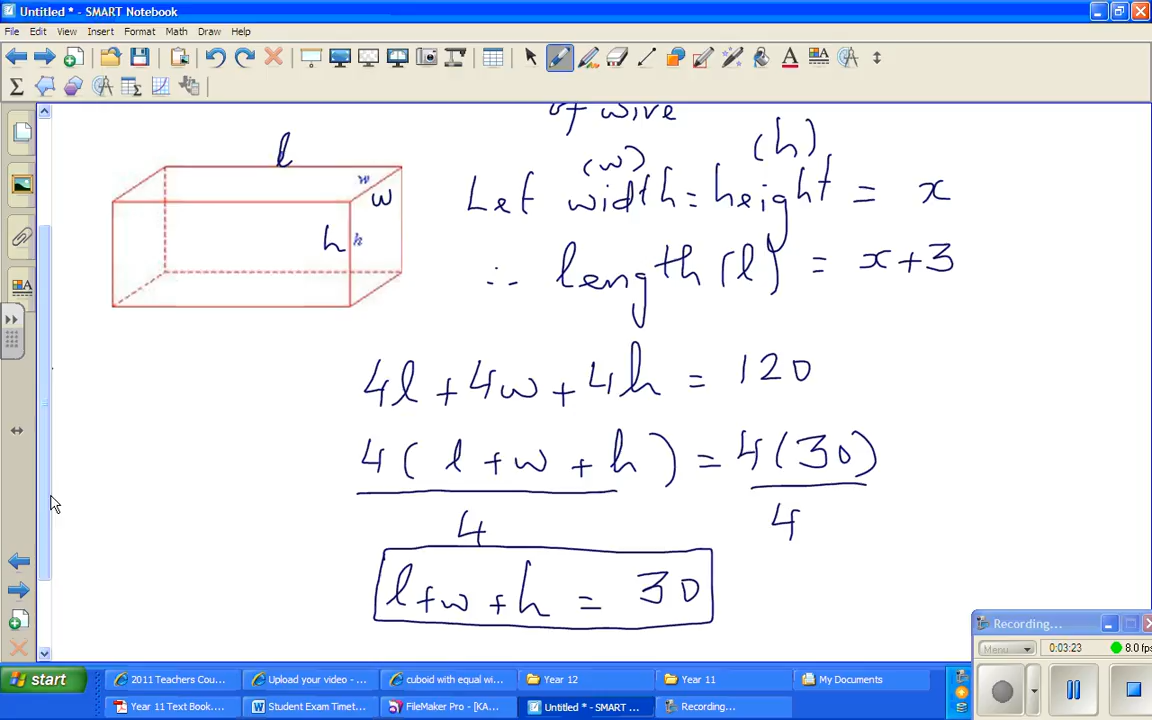 Untitled * - SMART Notebook
File Edit View Insert Format Math Draw Help
of wire
(w) (h)
Let width = height = x
∴ length (l) = x+3
l
w
w
h
h
4l + 4w + 4h = 120
4( l + w + h ) = 4(30)
4 4
l+w+h = 30
Recording...
Menu 0:03:23 8.0 fps
start 2011 Teachers Cou... Upload your video - ... cuboid with equal wi... Year 12 Year 11 My Documents
Year 11 Text Book.... Student Exam Timet... FileMaker Pro - [KA... Untitled * - SMART ... Recording...